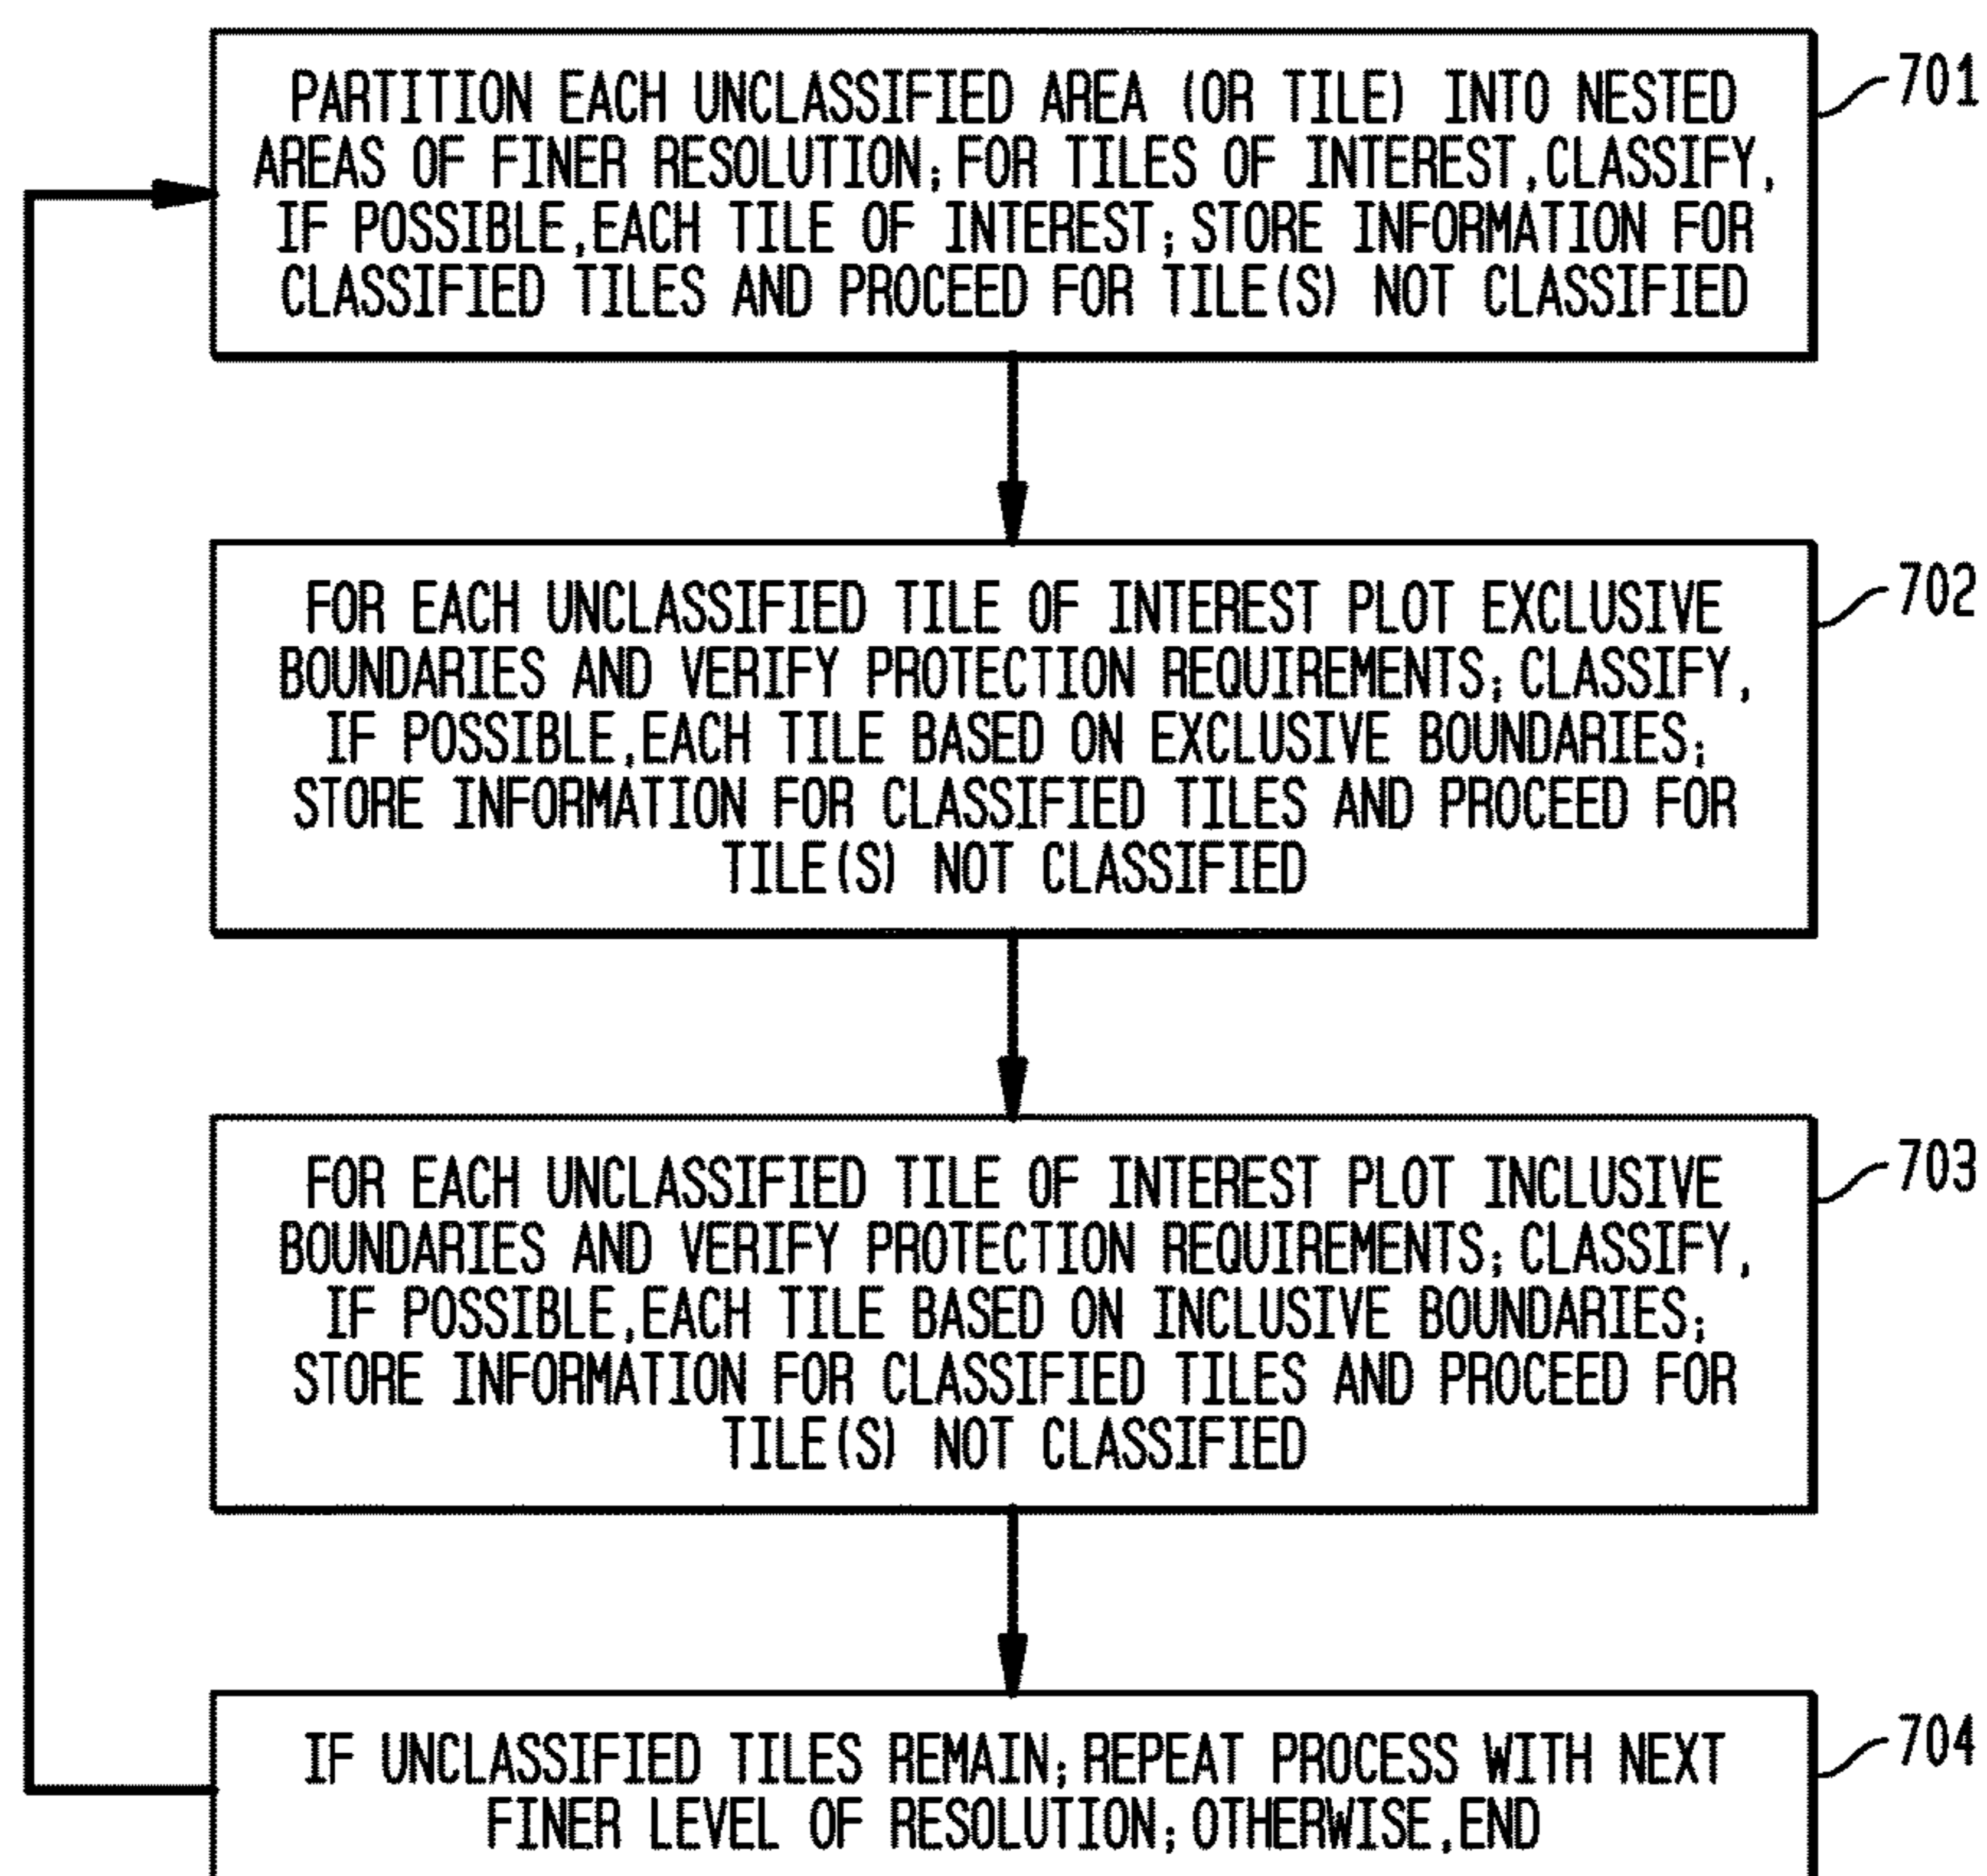 PARTITION EACH UNCLASSIFIED AREA (OR TILE) INTO NESTED
AREAS OF FINER RESOLUTION; FOR TILES OF INTEREST, CLASSIFY,
IF POSSIBLE, EACH TILE OF INTEREST; STORE INFORMATION FOR
CLASSIFIED TILES AND PROCEED FOR TILE(S) NOT CLASSIFIED
701
FOR EACH UNCLASSIFIED TILE OF INTEREST PLOT EXCLUSIVE
BOUNDARIES AND VERIFY PROTECTION REQUIREMENTS; CLASSIFY,
IF POSSIBLE, EACH TILE BASED ON EXCLUSIVE BOUNDARIES;
STORE INFORMATION FOR CLASSIFIED TILES AND PROCEED FOR
TILE(S) NOT CLASSIFIED
702
FOR EACH UNCLASSIFIED TILE OF INTEREST PLOT INCLUSIVE
BOUNDARIES AND VERIFY PROTECTION REQUIREMENTS; CLASSIFY,
IF POSSIBLE, EACH TILE BASED ON INCLUSIVE BOUNDARIES;
STORE INFORMATION FOR CLASSIFIED TILES AND PROCEED FOR
TILE(S) NOT CLASSIFIED
703
IF UNCLASSIFIED TILES REMAIN; REPEAT PROCESS WITH NEXT
FINER LEVEL OF RESOLUTION; OTHERWISE, END
704